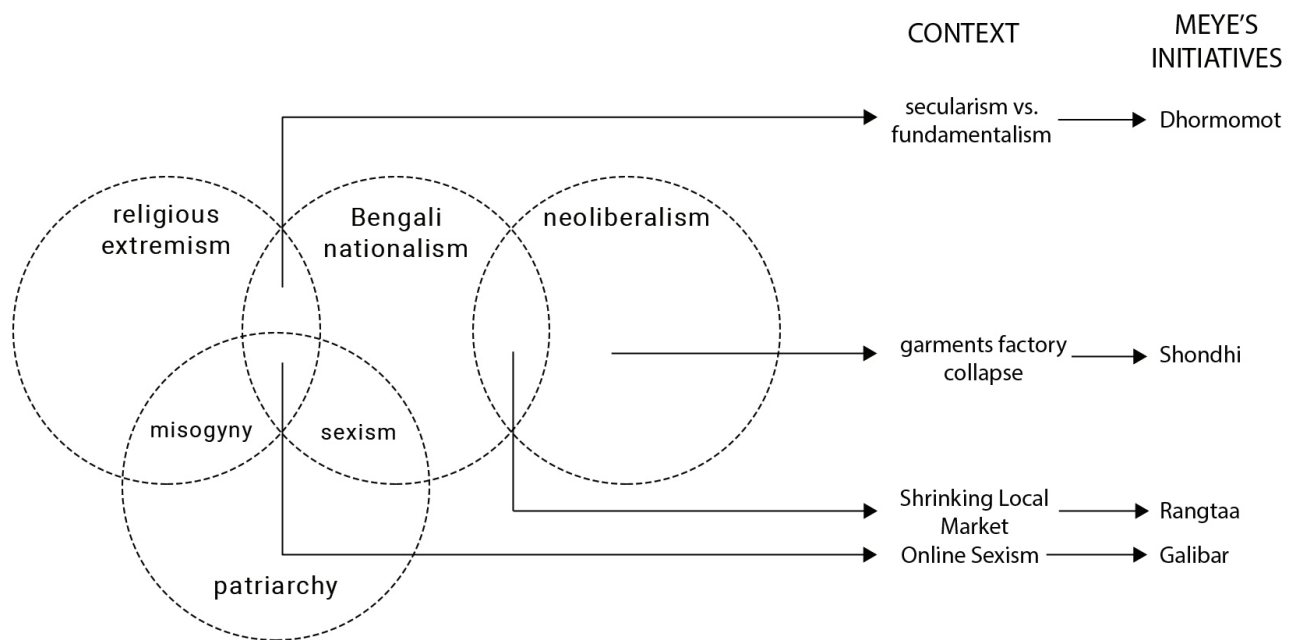 CONTEXT
MEYE'S
INITIATIVES
secularism vs.
fundamentalism
Dhormomot
religious
extremism
Bengali
nationalism
neoliberalism
garments factory
collapse
Shondhi
misogyny
sexism
Shrinking Local
Market
Rangtaa
Online Sexism
Galibar
patriarchy